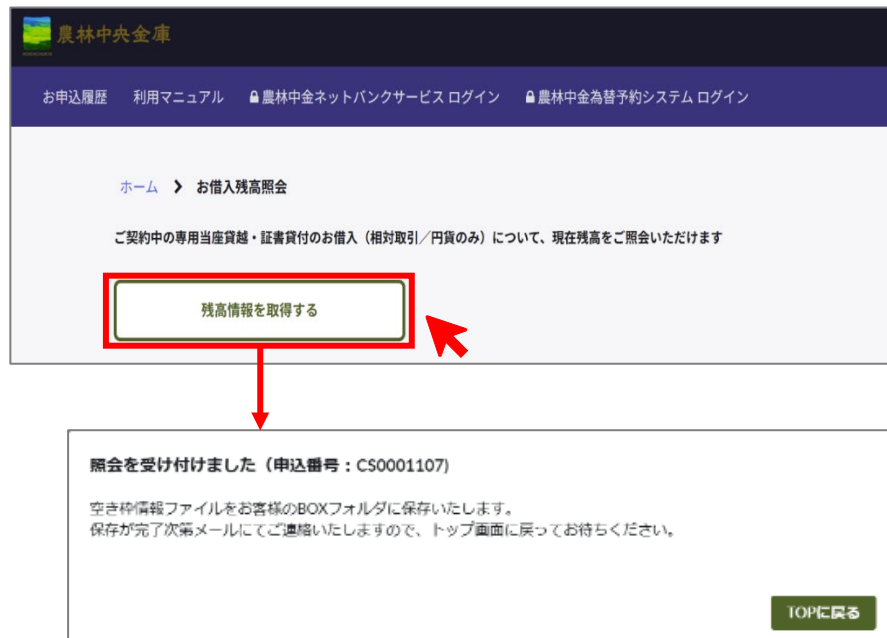 農林中央金庫
お申込履歴 利用マニュアル 農林中金ネットバンクサービス ログイン 農林中金為替予約システム ログイン
ホーム > お借入残高照会
ご契約中の専用当座貸越・証書貸付のお借入（相対取引／円貨のみ）について、現在残高をご照会いただけます
残高情報を取得する
照会を受け付けました（申込番号：CS0001107)
空き枠情報ファイルをお客様のBOXフォルダに保存いたします。
保存が完了次第メールにてご連絡いたしますので、トップ画面に戻ってお待ちください。
TOPに戻る